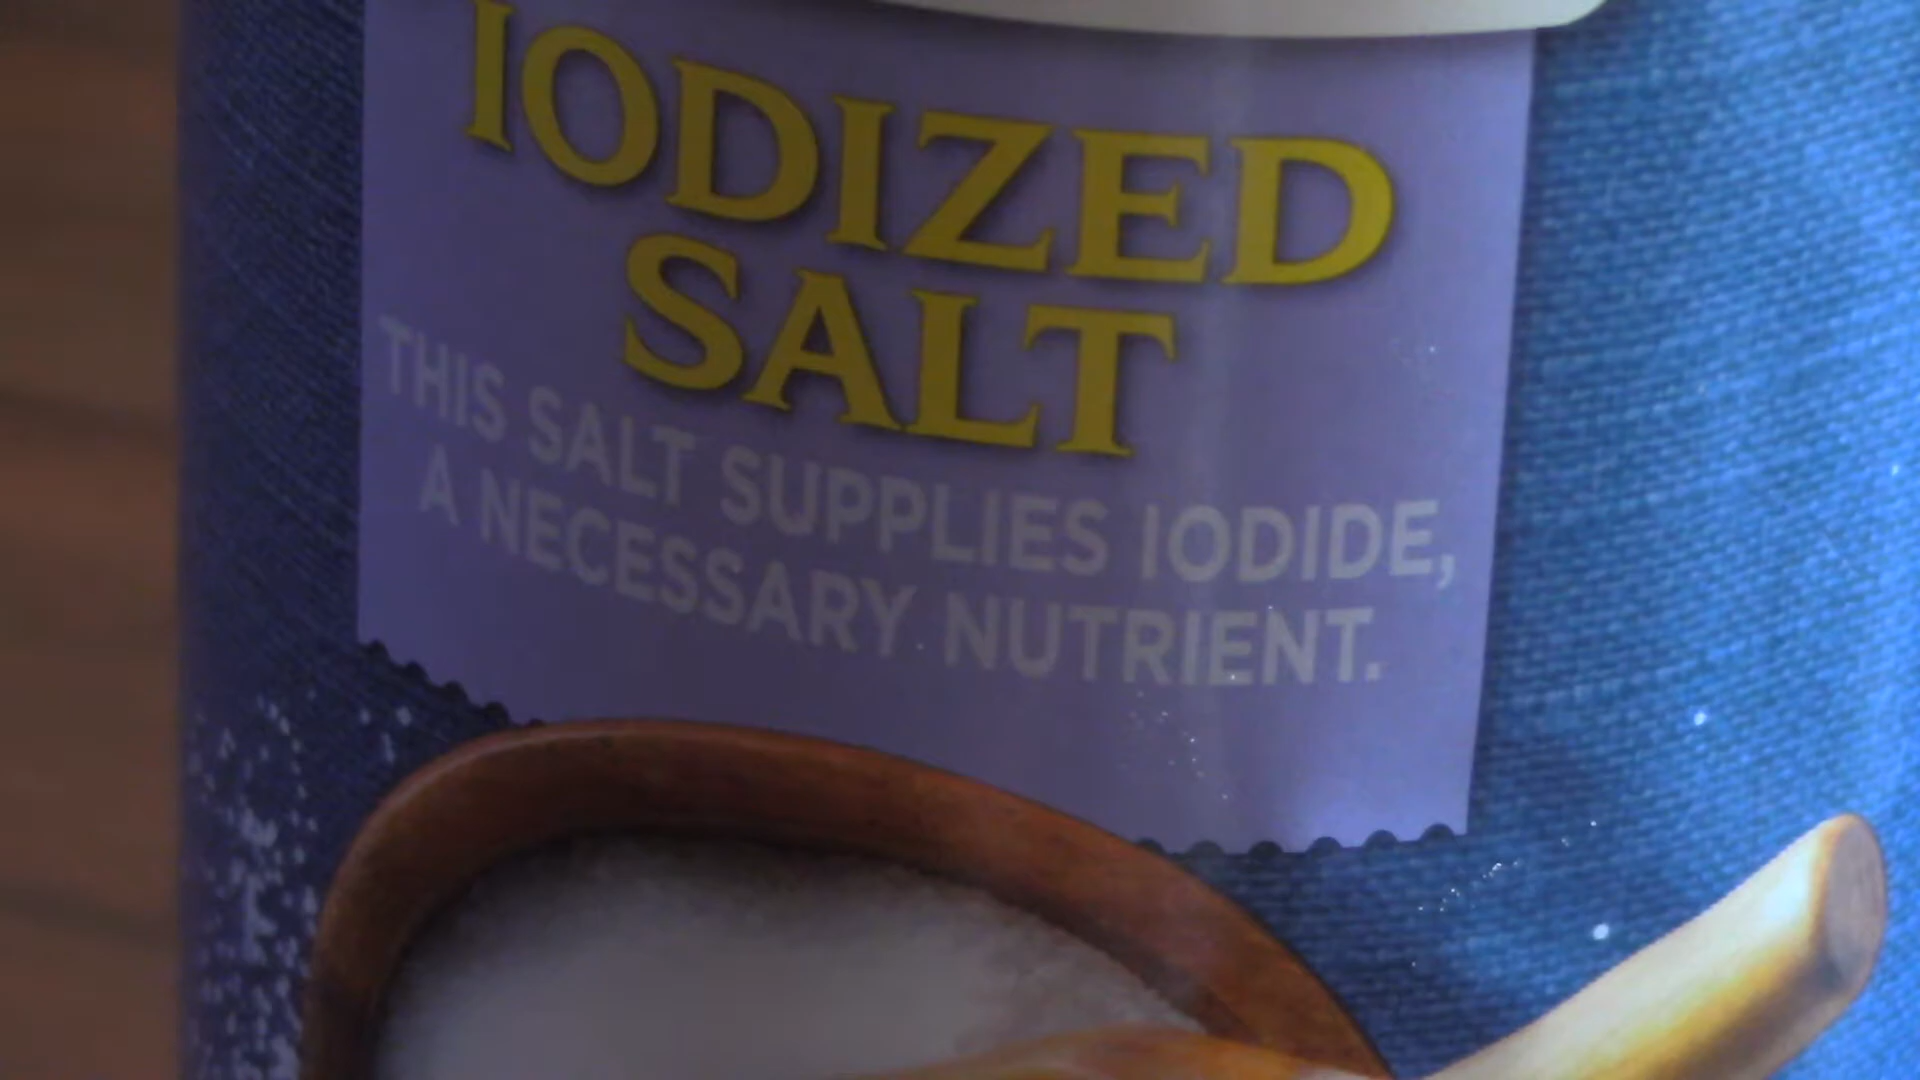 IODIZED
SALT
THIS SALT SUPPLIES IODIDE,
A NECESSARY NUTRIENT.